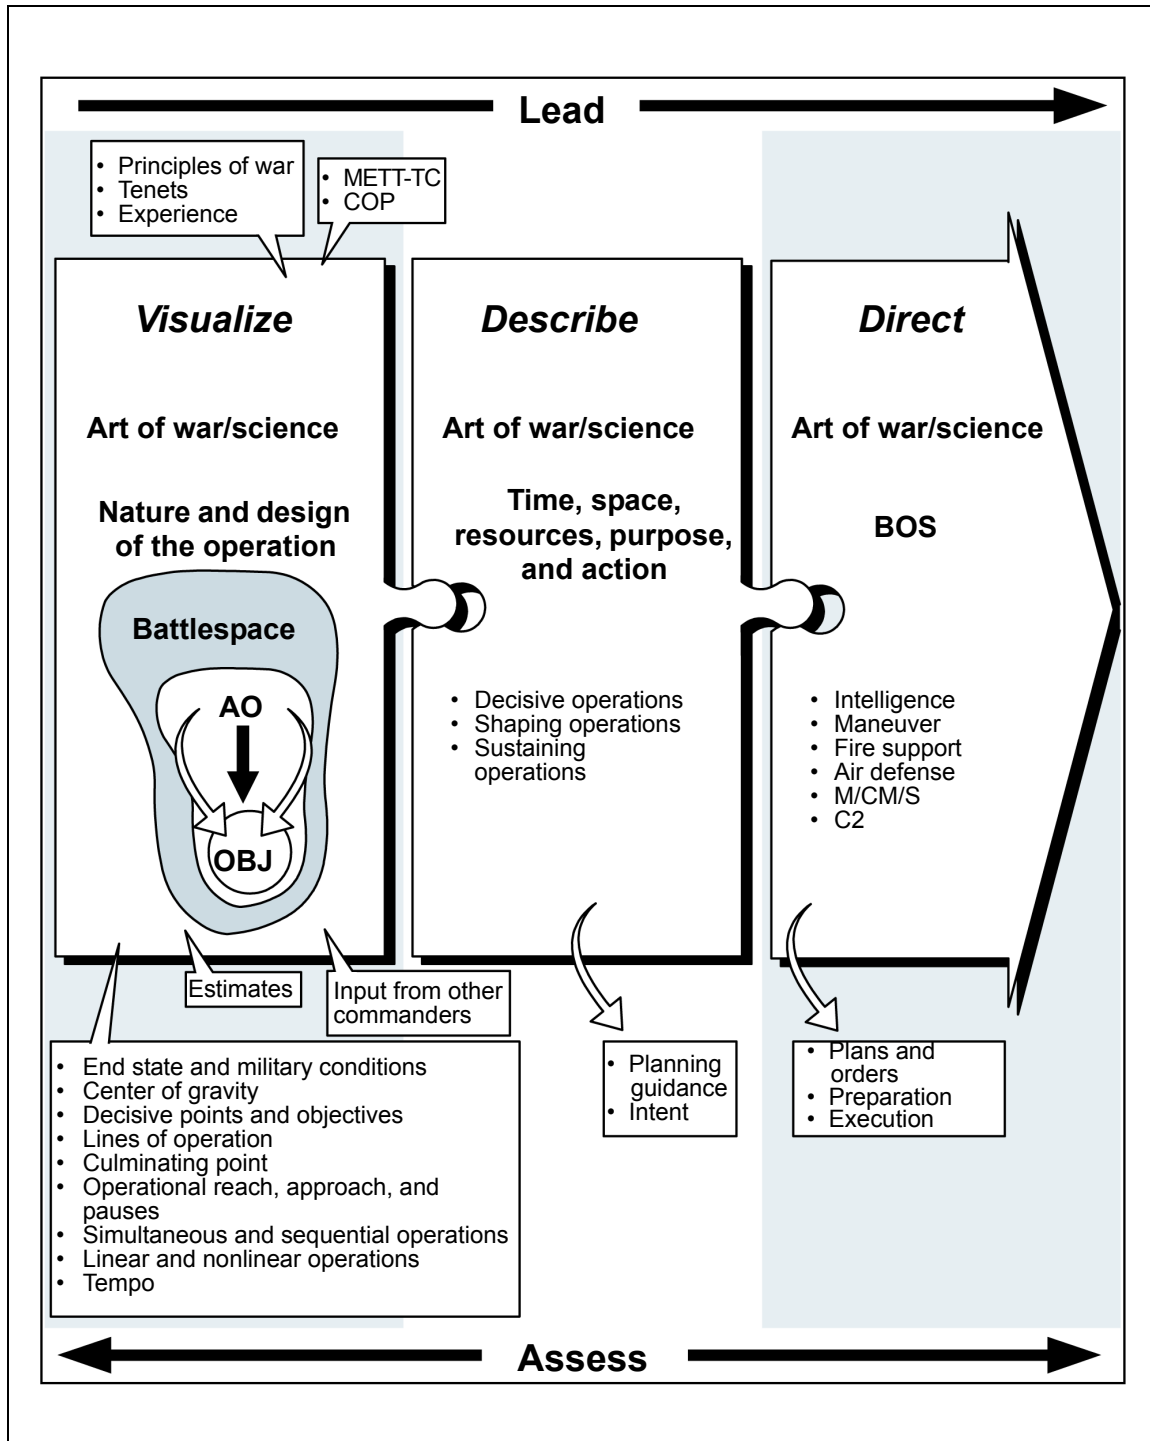 Lead
• Principles of war
• Tenets
• Experience
• METT-TC
• COP
Visualize
Art of war/science
Nature and design
of the operation
Battlespace
AO
OBJ
Estimates
Input from other
commanders
• End state and military conditions
• Center of gravity
• Decisive points and objectives
• Lines of operation
• Culminating point
• Operational reach, approach, and
pauses
• Simultaneous and sequential operations
• Linear and nonlinear operations
• Tempo
Describe
Art of war/science
Time, space,
resources, purpose,
and action
• Decisive operations
• Shaping operations
• Sustaining
operations
• Planning
guidance
• Intent
Direct
Art of war/science
BOS
• Intelligence
• Maneuver
• Fire support
• Air defense
• M/CM/S
• C2
• Plans and
orders
• Preparation
• Execution
Assess